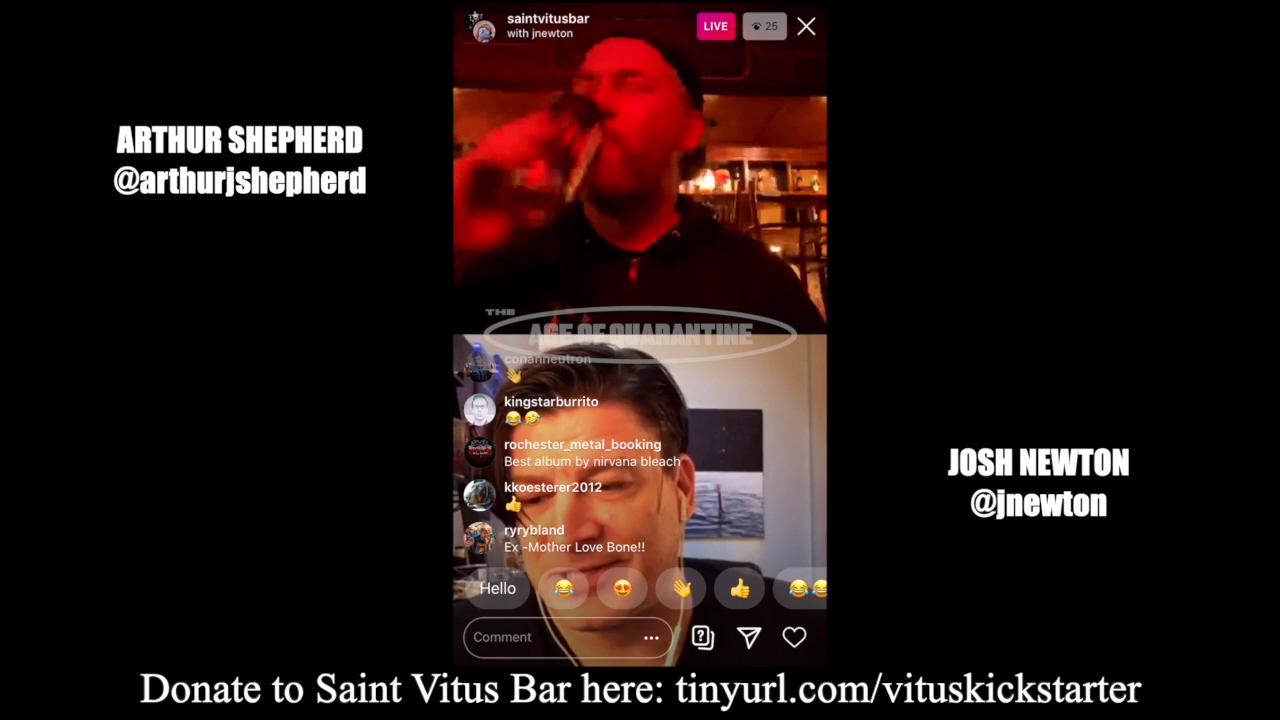 saintvitusbar
with jnewton
LIVE
25
ARTHUR SHEPHERD
@arthurjshepherd
THE
AGE OF QUARANTINE
conanneutron
👋
kingstarburrito
😂🤣
rochester_metal_booking
Best album by nirvana bleach
kkoesterer2012
👍
ryrybland
Ex -Mother Love Bone!!
JOSH NEWTON
@jnewton
Hello 😂 😍 👋 👍 😂😂
Comment
Donate to Saint Vitus Bar here: tinyurl.com/vituskickstarter